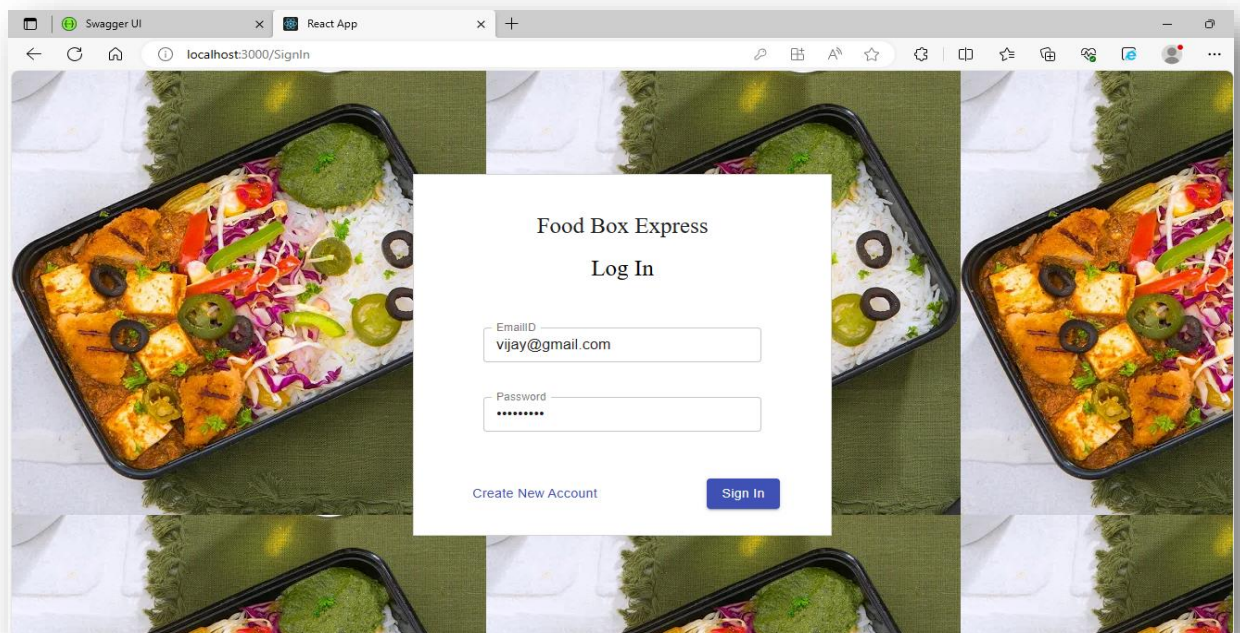 Swagger UI
React App
localhost:3000/SignIn
Food Box Express
Log In
EmailID
vijay@gmail.com
Password
•••••••••
Create New Account
Sign In